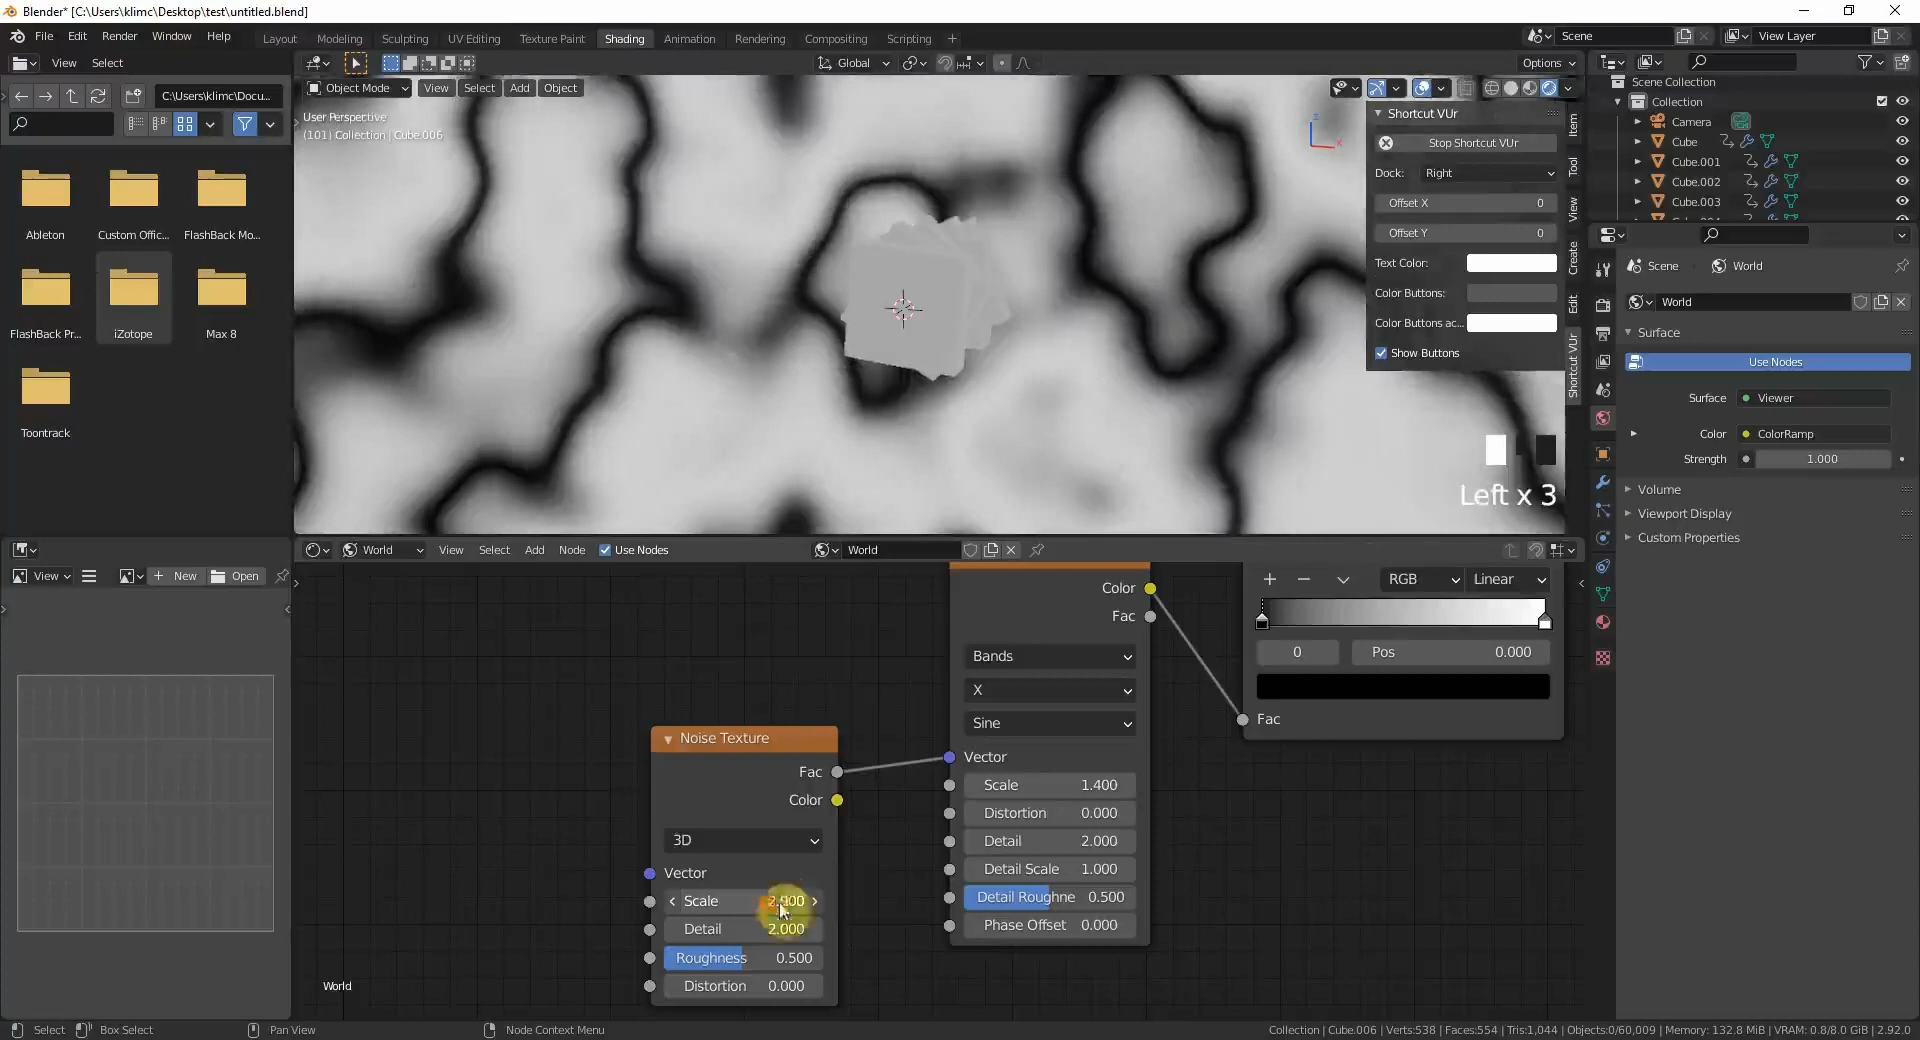 Blender* [C:\Users\klimc\Desktop\test\untitled.blend]
File Edit Render Window Help
Layout Modeling Sculpting UV Editing Texture Paint Shading Animation Rendering Compositing Scripting +
Scene
View Layer
View Select
Global
Options
C:\Users\klimc\Docu...
Object Mode View Select Add Object
User Perspective
(101) Collection | Cube.006
Ableton
Custom Offic...
FlashBack Mo...
FlashBack Pr...
iZotope
Max 8
Toontrack
Shortcut VUr
Stop Shortcut VUr
Dock: Right
Offset X 0
Offset Y 0
Text Color:
Color Buttons:
Color Buttons ac...
Show Buttons
Item
Tool
View
Create
Edit
Shortcut VUr
Left x 3
Scene Collection
Collection
Camera
Cube
Cube.001
Cube.002
Cube.003
Scene World
World
Surface
Use Nodes
Surface Viewer
Color ColorRamp
Strength 1.000
Volume
Viewport Display
Custom Properties
View New Open
World View Select Add Node Use Nodes World
Color
Fac
Bands
X
Sine
Vector
Scale 1.400
Distortion 0.000
Detail 2.000
Detail Scale 1.000
Detail Roughne 0.500
Phase Offset 0.000
RGB Linear
0 Pos 0.000
Fac
Noise Texture
Fac
Color
3D
Vector
Scale
Detail 2.000
Roughness 0.500
Distortion 0.000
World
Select Box Select Pan View Node Context Menu
Collection | Cube.006 | Verts:538 | Faces:554 | Tris:1,044 | Objects:0/60,009 | Memory: 132.8 MiB | VRAM: 0.8/8.0 GiB | 2.92.0